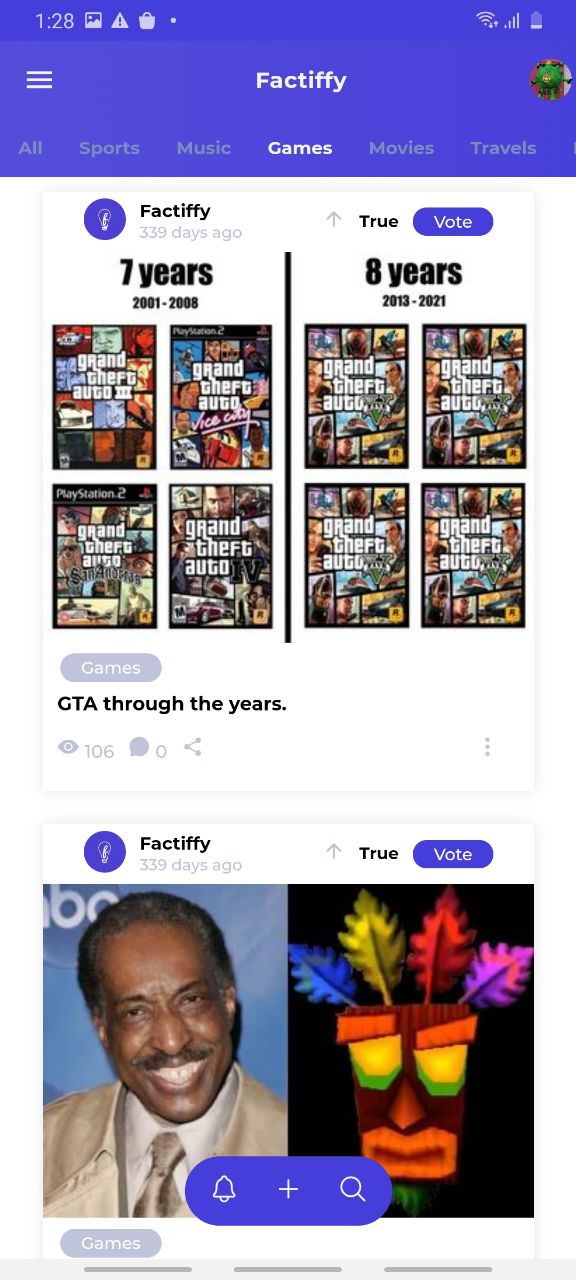 1:28
Factiffy
All Sports Music Games Movies Travels
Factiffy
339 days ago
True
Vote
7 years
2001 - 2008
8 years
2013 - 2021
grand theft auto III
PlayStation 2
grand theft auto Vice City
grand theft auto V
grand theft auto V
PlayStation 2
grand theft auto San Andreas
grand theft auto IV
grand theft auto V
grand theft auto V
Games
GTA through the years.
106 0
Factiffy
339 days ago
True
Vote
Games